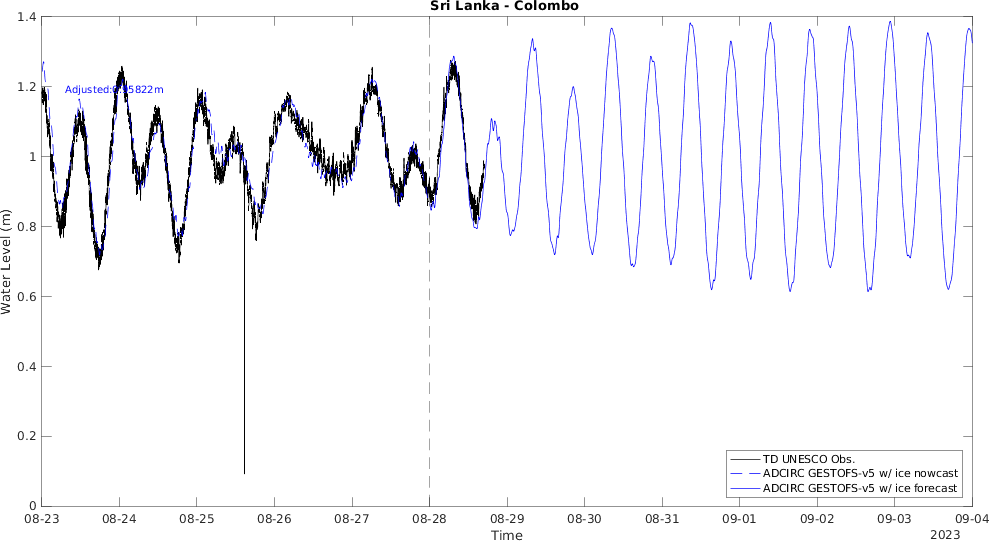 Sri Lanka - Colombo
Water Level (m)
1.4
1.2
1
0.8
0.6
0.4
0.2
0
TD UNESCO Obs.
ADCIRC GESTOFS-v5 w/ ice nowcast
ADCIRC GESTOFS-v5 w/ ice forecast
08-23 08-24 08-25 08-26 08-27 08-28 08-29 08-30 08-31 09-01 09-02 09-03 09-04
Time
2023